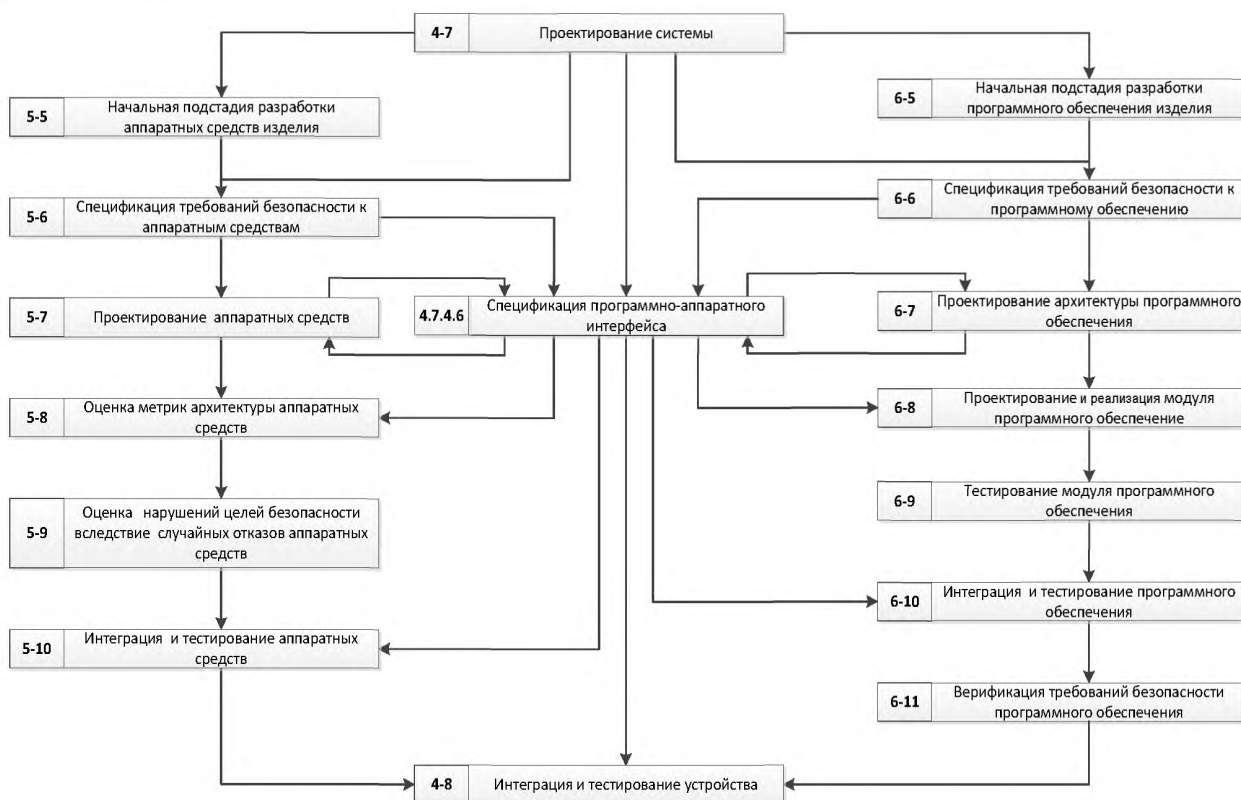 4-7 Проектирование системы
5-5 Начальная подстадия разработки
аппаратных средств изделия
6-5 Начальная подстадия разработки
программного обеспечения изделия
5-6 Спецификация требований безопасности к
аппаратным средствам
6-6 Спецификация требований безопасности к
программному обеспечению
5-7 Проектирование аппаратных средств
4.7.4.6 Спецификация программно-аппаратного
интерфейса
6-7 Проектирование архитектуры программного
обеспечения
5-8 Оценка метрик архитектуры аппаратных
средств
6-8 Проектирование и реализация модуля
программного обеспечение
5-9 Оценка нарушений целей безопасности
вследствие случайных отказов аппаратных
средств
6-9 Тестирование модуля программного
обеспечения
5-10 Интеграция и тестирование аппаратных
средств
6-10 Интеграция и тестирование программного
обеспечения
6-11 Верификация требований безопасности
программного обеспечения
4-8 Интеграция и тестирование устройства